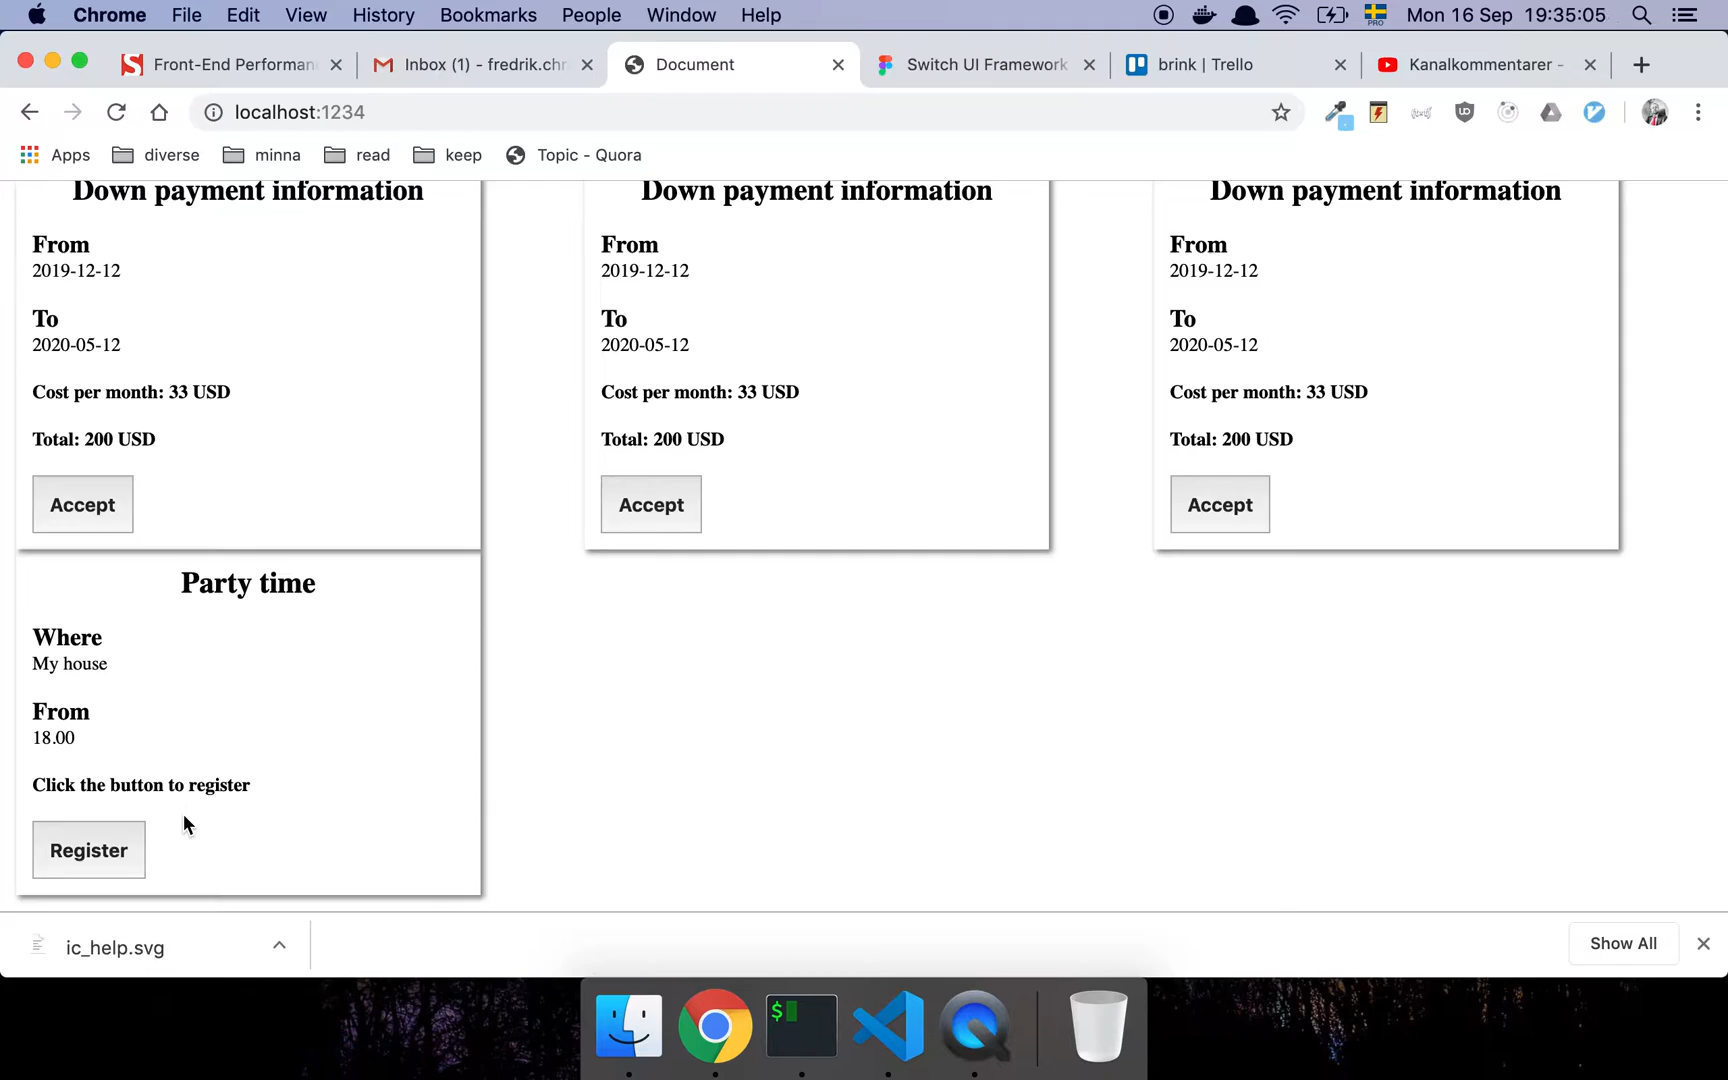 Chrome File Edit View History Bookmarks People Window Help PRO Mon 16 Sep 19:35:05
Front-End Performan Inbox (1) - fredrik.chr Document Switch UI Framework brink | Trello Kanalkommentarer -
localhost:1234
Apps diverse minna read keep Topic - Quora
Down payment information Down payment information Down payment information
From From From
2019-12-12 2019-12-12 2019-12-12
To To To
2020-05-12 2020-05-12 2020-05-12
Cost per month: 33 USD Cost per month: 33 USD Cost per month: 33 USD
Total: 200 USD Total: 200 USD Total: 200 USD
Accept Accept Accept
Party time
Where
My house
From
18.00
Click the button to register
Register
ic_help.svg Show All
$